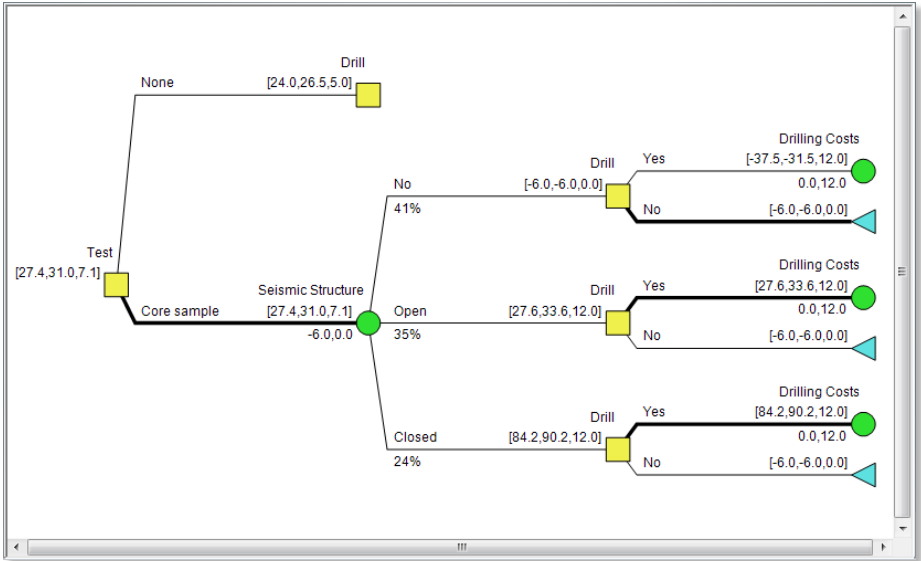 Drill
None [24.0,26.5,5.0]
Drilling Costs
Drill Yes [-37.5,-31.5,12.0]
No [-6.0,-6.0,0.0] 0.0,12.0
41% No [-6.0,-6.0,0.0]
Test
[27.4,31.0,7.1]
Drilling Costs
Seismic Structure Drill Yes [27.6,33.6,12.0]
Core sample [27.4,31.0,7.1] Open [27.6,33.6,12.0] 0.0,12.0
-6.0,0.0 35% No [-6.0,-6.0,0.0]
Drilling Costs
Drill Yes [84.2,90.2,12.0]
Closed [84.2,90.2,12.0] 0.0,12.0
24% No [-6.0,-6.0,0.0]